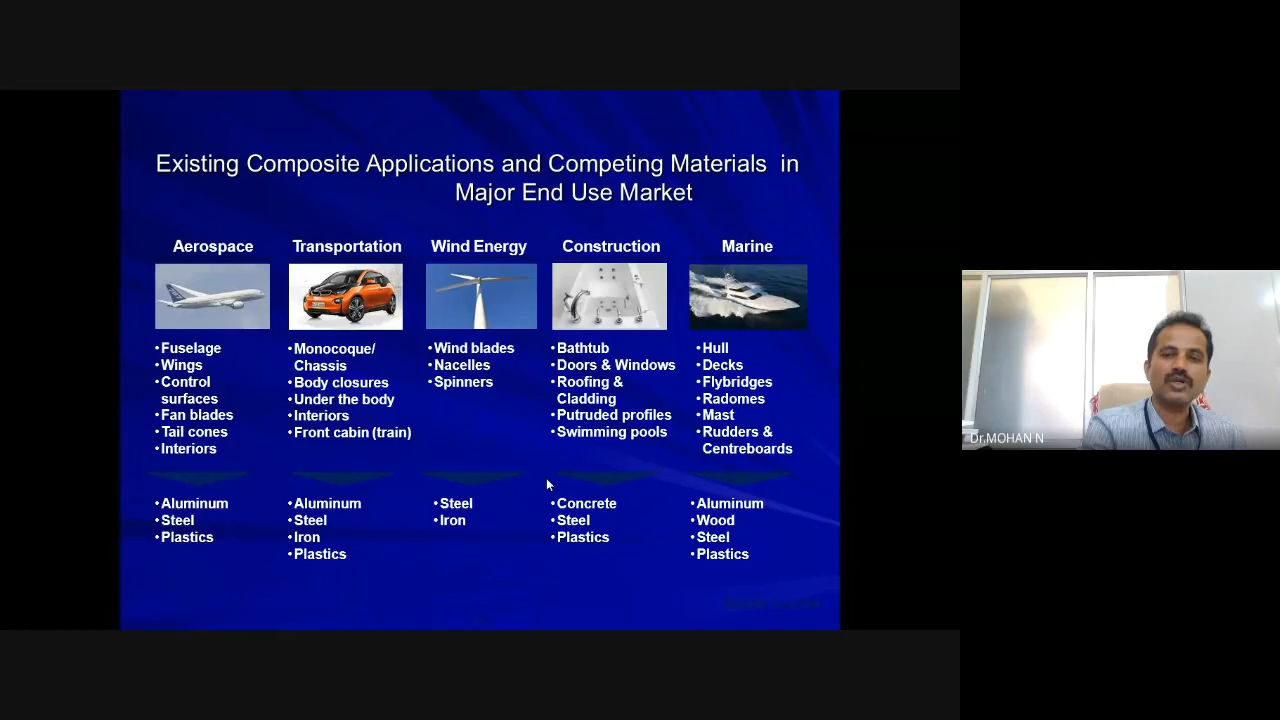 Existing Composite Applications and Competing Materials in
Major End Use Market
Aerospace
Transportation
Wind Energy
Construction
Marine
•Fuselage
•Wings
•Control
surfaces
•Fan blades
•Tail cones
•Interiors
•Monocoque/
Chassis
•Body closures
•Under the body
•Interiors
•Front cabin (train)
•Wind blades
•Nacelles
•Spinners
•Bathtub
•Doors & Windows
•Roofing &
Cladding
•Putruded profiles
•Swimming pools
•Hull
•Decks
•Flybridges
•Radomes
•Mast
•Rudders &
Centreboards
•Aluminum
•Steel
•Plastics
•Aluminum
•Steel
•Iron
•Plastics
•Steel
•Iron
•Concrete
•Steel
•Plastics
•Aluminum
•Wood
•Steel
•Plastics
Dr.MOHAN N